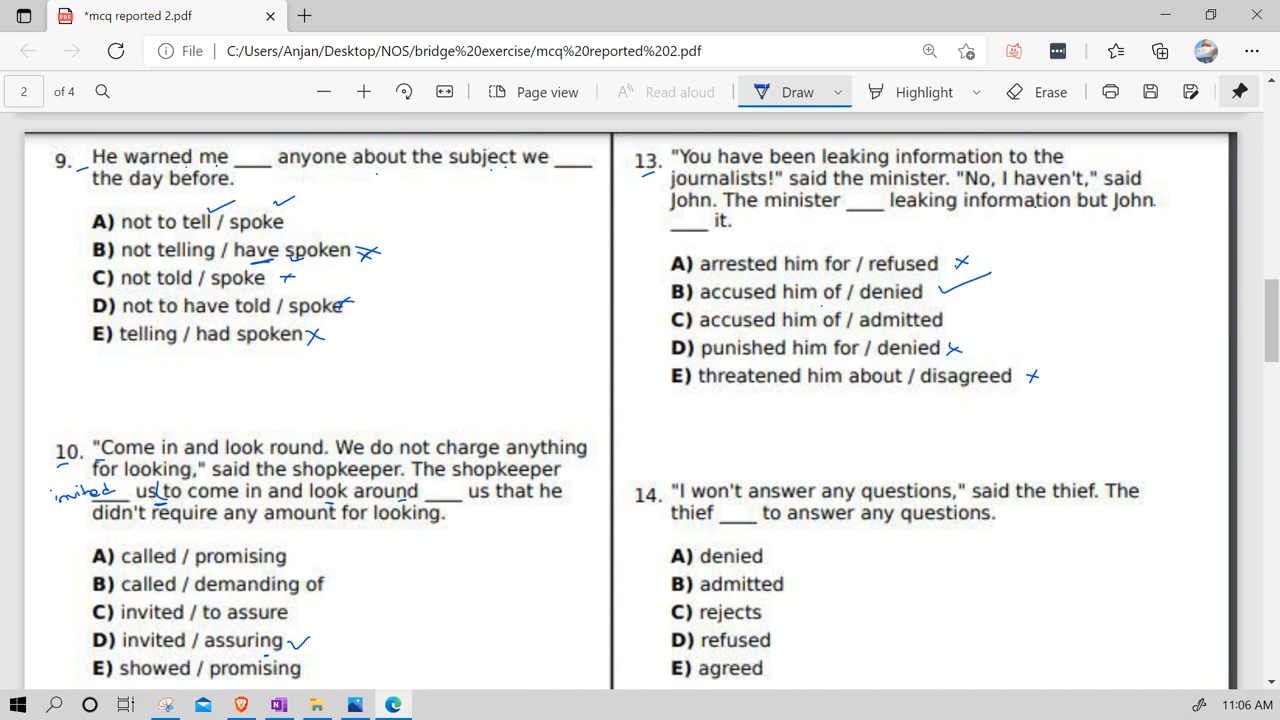 *mcq reported 2.pdf
File C:/Users/Anjan/Desktop/NOS/bridge%20exercise/mcq%20reported%202.pdf
2 of 4 Page view Read aloud Draw Highlight Erase
9. He warned me ____ anyone about the subject we ____
the day before.
A) not to tell / spoke
B) not telling / have spoken
C) not told / spoke
D) not to have told / spoke
E) telling / had spoken
10. "Come in and look round. We do not charge anything
for looking," said the shopkeeper. The shopkeeper
invited ____ us to come in and look around ____ us that he
didn't require any amount for looking.
A) called / promising
B) called / demanding of
C) invited / to assure
D) invited / assuring
E) showed / promising
13. "You have been leaking information to the
journalists!" said the minister. "No, I haven't," said
John. The minister ____ leaking information but John
____ it.
A) arrested him for / refused
B) accused him of / denied
C) accused him of / admitted
D) punished him for / denied
E) threatened him about / disagreed
14. "I won't answer any questions," said the thief. The
thief ____ to answer any questions.
A) denied
B) admitted
C) rejects
D) refused
E) agreed
11:06 AM